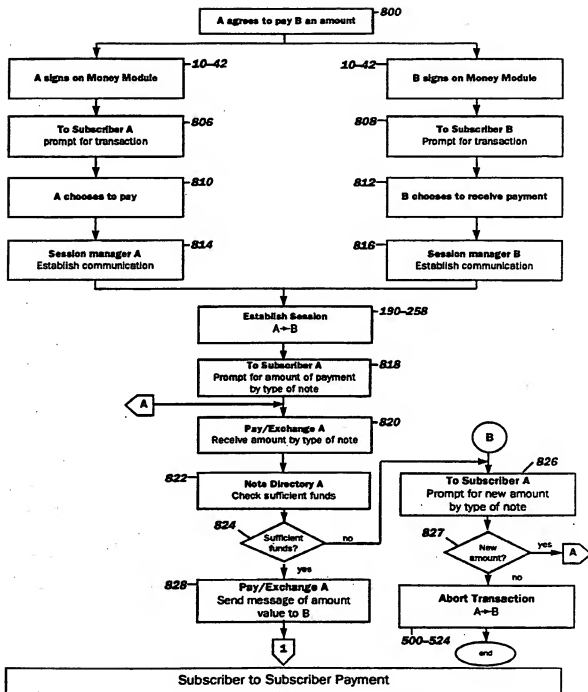 A agrees to pay B an amount
800
A signs on Money Module
10–42
B signs on Money Module
10–42
To Subscriber A
prompt for transaction
806
To Subscriber B
Prompt for transaction
808
A chooses to pay
810
B chooses to receive payment
812
Session manager A
Establish communication
814
Session manager B
Establish communication
816
Establish Session
A↔B
190–258
To Subscriber A
Prompt for amount of payment
by type of note
818
A
Pay/Exchange A
Receive amount by type of note
820
B
822
Note Directory A
Check sufficient funds
To Subscriber A
Prompt for new amount
by type of note
826
824
Sufficient
funds?
no
yes
827
New
amount?
yes
A
no
828
Pay/Exchange A
Send message of amount
value to B
Abort Transaction
A↔B
500–524
1
end
Subscriber to Subscriber Payment